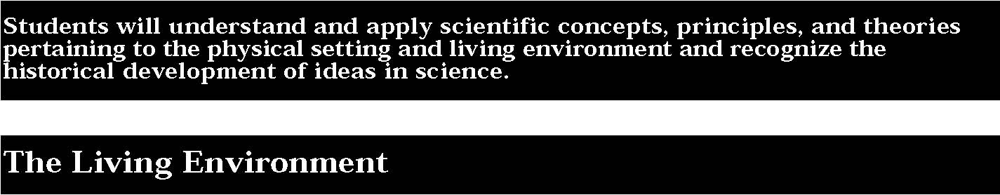 Students will understand and apply scientific concepts, principles, and theories
pertaining to the physical setting and living environment and recognize the
historical development of ideas in science.
The Living Environment